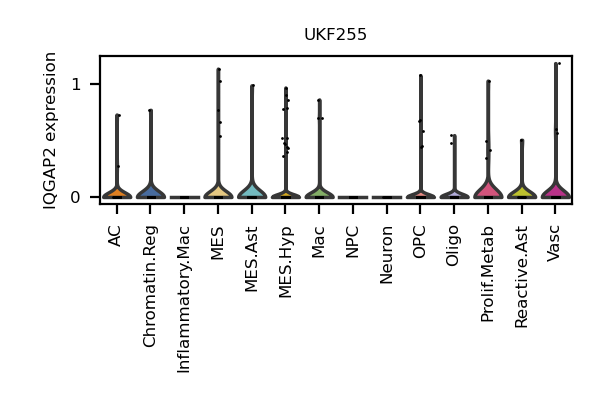 UKF255
IQGAP2 expression
1
0
AC
Chromatin.Reg
Inflammatory.Mac
MES
MES.Ast
MES.Hyp
Mac
NPC
Neuron
OPC
Oligo
Prolif.Metab
Reactive.Ast
Vasc